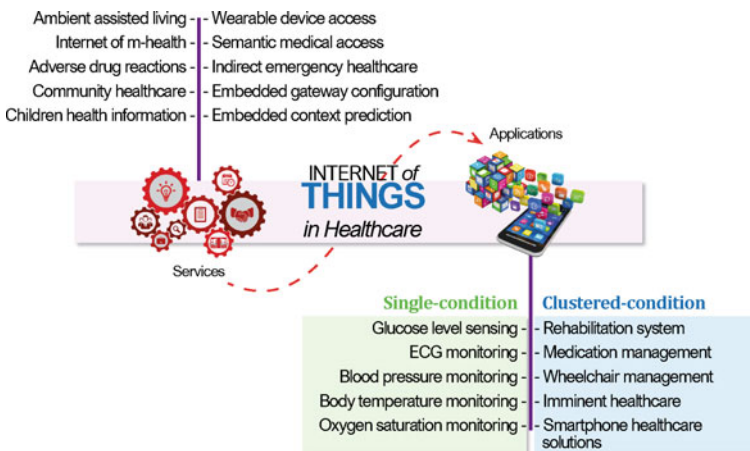 Ambient assisted living
Wearable device access
Internet of m-health
Semantic medical access
Adverse drug reactions
Indirect emergency healthcare
Community healthcare
Embedded gateway configuration
Children health information
Embedded context prediction
Applications
INTERNET of
THINGS
in Healthcare
Services
Single-condition
Clustered-condition
Glucose level sensing
Rehabilitation system
ECG monitoring
Medication management
Blood pressure monitoring
Wheelchair management
Body temperature monitoring
Imminent healthcare
Oxygen saturation monitoring
Smartphone healthcare
solutions